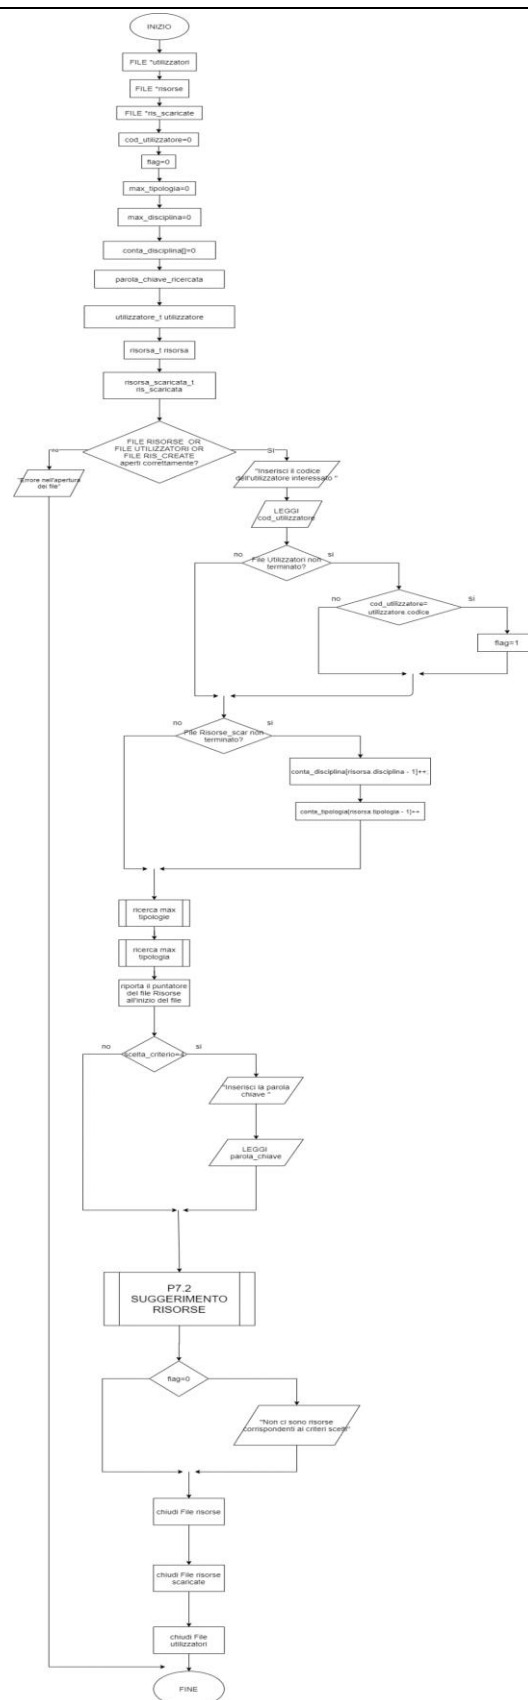 INIZIO
FILE *utilizzatori
FILE *risorse
FILE *ris_scaricate
cod_utilizzatore=0
flag=0
max_tipologia=0
max_disciplina=0
conta_disciplina[]=0
parola_chiave_ricercata
utilizzatore_t utilizzatore
risorsa_t risorsa
risorsa_scaricata_t
ris_scaricata
FILE RISORSE OR
FILE UTILIZZATORI OR
FILE RIS_CREATE
aperti correttamente?
Si
"Errore nell'apertura
dei file"
"Inserisci il codice
dell'utilizzatore interessato "
LEGGI
cod_utilizzatore
no
File Utilizzatori non
terminato?
si
no
cod_utilizzatore=
utilizzatore codice
Si
flag=1
no
File Risorse_scar non
terminato?
si
conta_disciplina[risorsa disciplina - 1]++
conta_tipologia[risorsa tipologia - 1]++
ricerca max
tipologie
ricerca max
tipologia
riporta il puntatore
del file Risorse
all'inizio del file
no
scelta_criterio=4
si
"Inserisci la parola
chiave "
LEGGI
parola_chiave
P7.2
SUGGERIMENTO
RISORSE
flag=0
"Non ci sono risorse
corrispondenti ai criteri scelti"
chiudi File risorse
chiudi File risorse
scaricate
chiudi File
utilizzatori
FINE